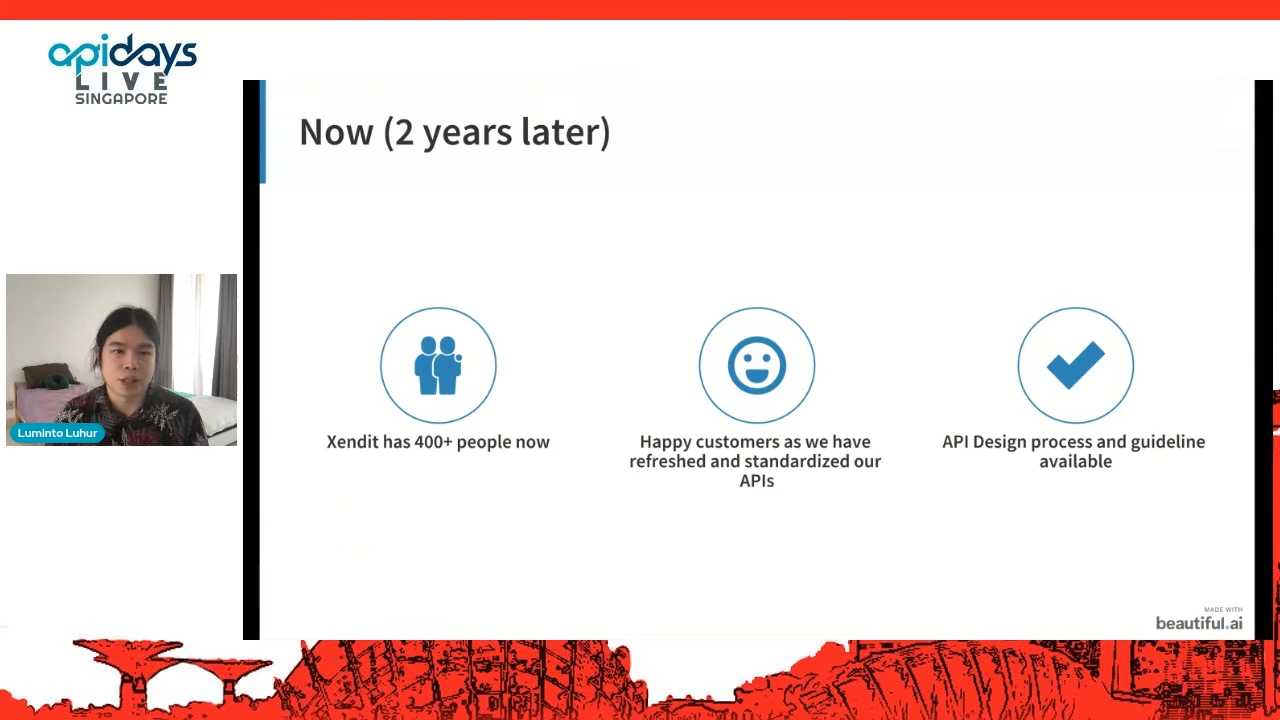 apidays
LIVE
SINGAPORE
Now (2 years later)
Luminto Luhur
Xendit has 400+ people now
Happy customers as we have
refreshed and standardized our
APIs
API Design process and guideline
available
MADE WITH
beautiful.ai